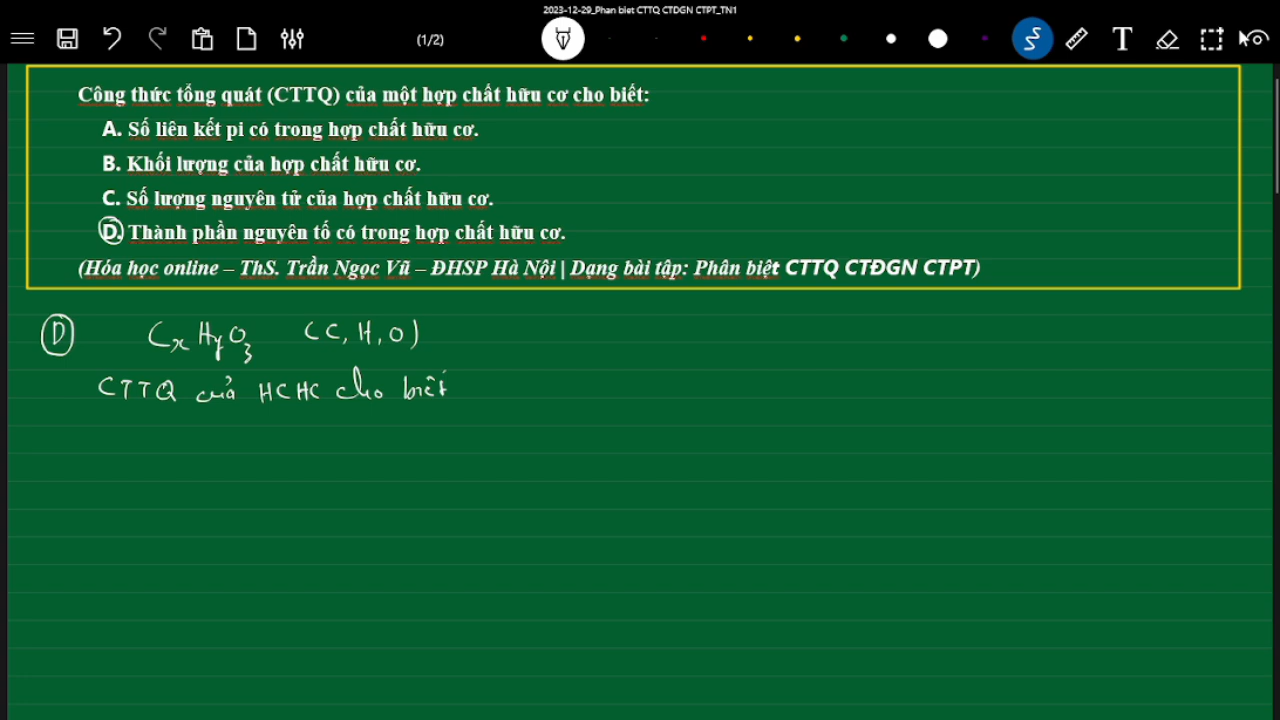 2023-12-29_Phan biet CTTQ CTDGN CTPT_TN1
(1/2)
T
Công thức tổng quát (CTTQ) của một hợp chất hữu cơ cho biết:
A. Số liên kết pi có trong hợp chất hữu cơ.
B. Khối lượng của hợp chất hữu cơ.
C. Số lượng nguyên tử của hợp chất hữu cơ.
D. Thành phần nguyên tố có trong hợp chất hữu cơ.
(Hóa học online – ThS. Trần Ngọc Vũ – ĐHSP Hà Nội | Dạng bài tập: Phân biệt CTTQ CTĐGN CTPT)
D CxHyOz (C, H, O)
CTTQ của HCHC cho biết